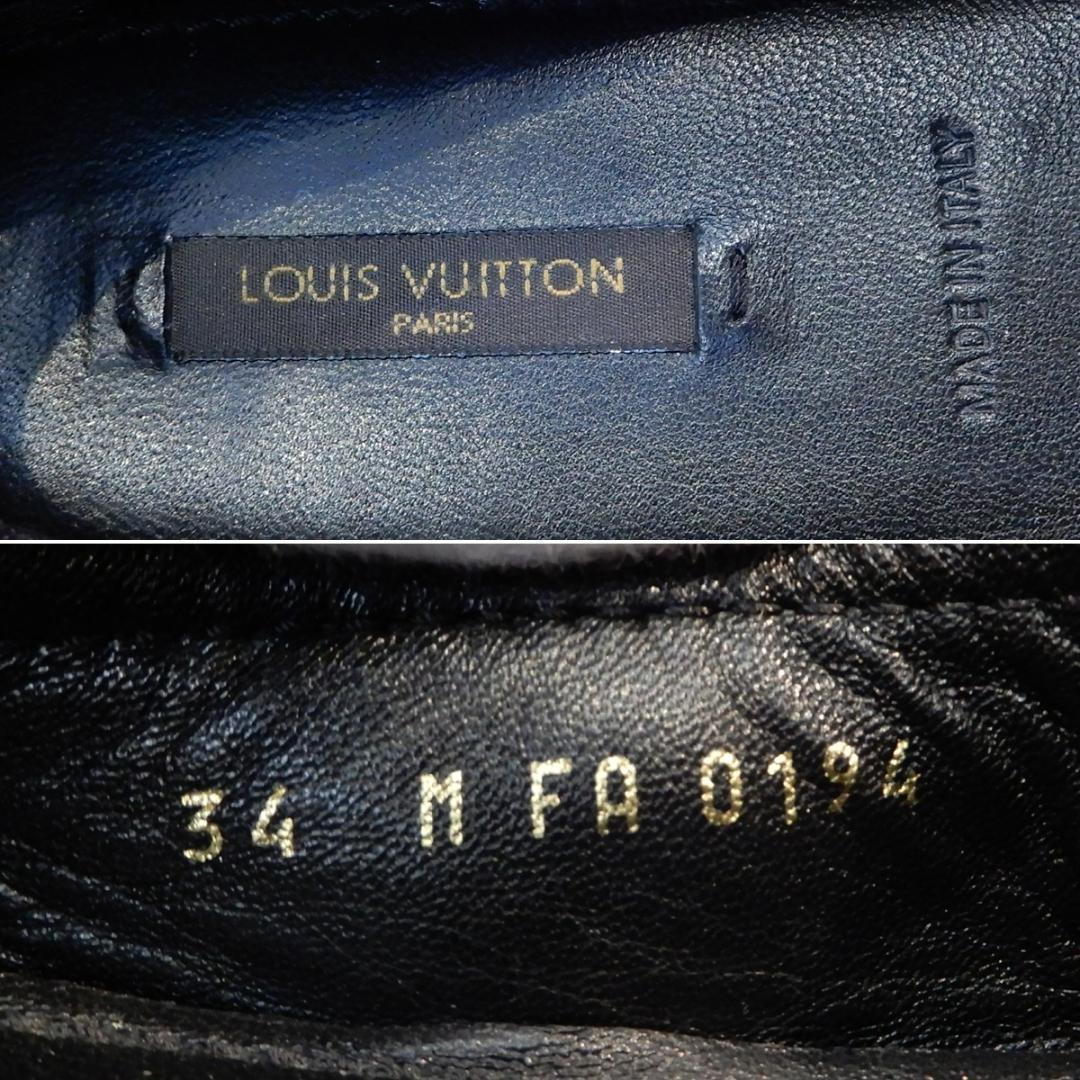 LOUIS VUITTON
PARIS
MADE IN ITALY
34 M FA 0194